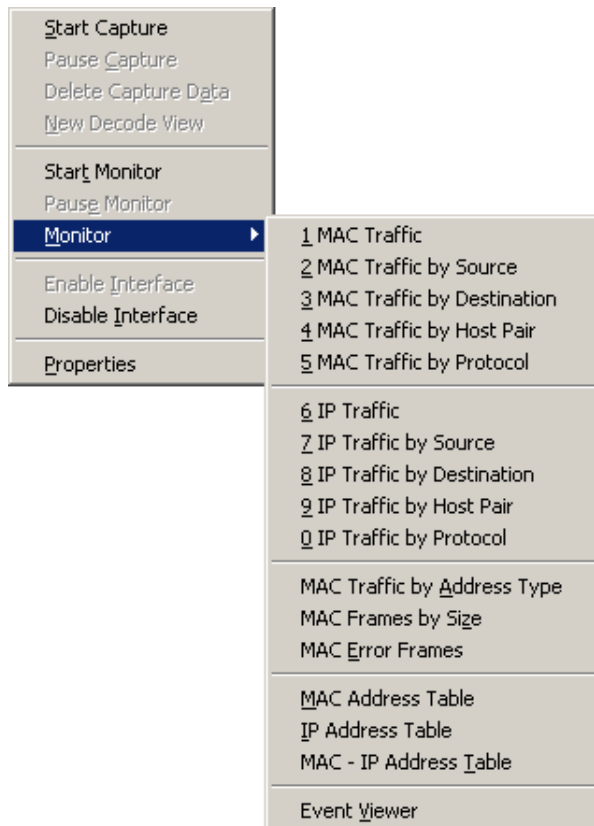 Start Capture
Pause Capture
Delete Capture Data
New Decode View
Start Monitor
Pause Monitor
Monitor
Enable Interface
Disable Interface
Properties
1 MAC Traffic
2 MAC Traffic by Source
3 MAC Traffic by Destination
4 MAC Traffic by Host Pair
5 MAC Traffic by Protocol
6 IP Traffic
7 IP Traffic by Source
8 IP Traffic by Destination
9 IP Traffic by Host Pair
0 IP Traffic by Protocol
MAC Traffic by Address Type
MAC Frames by Size
MAC Error Frames
MAC Address Table
IP Address Table
MAC - IP Address Table
Event Viewer